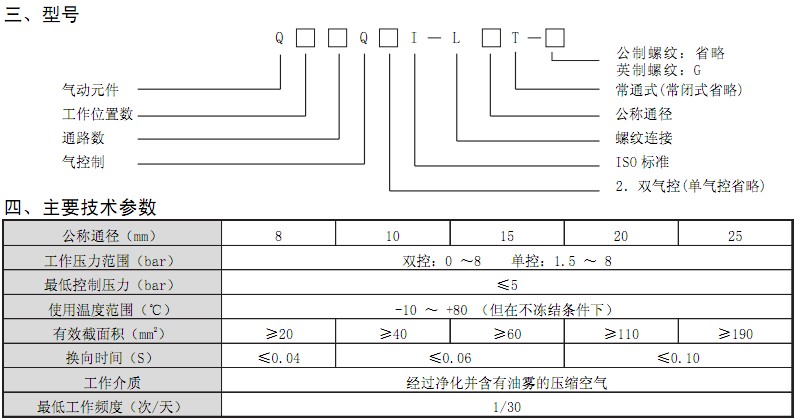 三、型号
Q□□Q□I—L□T—□
公制螺纹：省略
英制螺纹：G
气动元件
常通式(常闭式省略)
工作位置数
公称通径
通路数
螺纹连接
气控制
ISO 标准
2. 双气控(单气控省略)
四、主要技术参数
公称通径（mm） 8 10 15 20 25
工作压力范围（bar） 双控：0 ～8 单控：1.5 ～ 8
最低控制压力（bar） ≤5
使用温度范围（℃） -10 ～ +80 （但在不冻结条件下）
有效截面积（mm²） ≥20 ≥40 ≥60 ≥110 ≥190
换向时间（S） ≤0.04 ≤0.06 ≤0.10
工作介质 经过净化并含有油雾的压缩空气
最低工作频度（次/天） 1/30